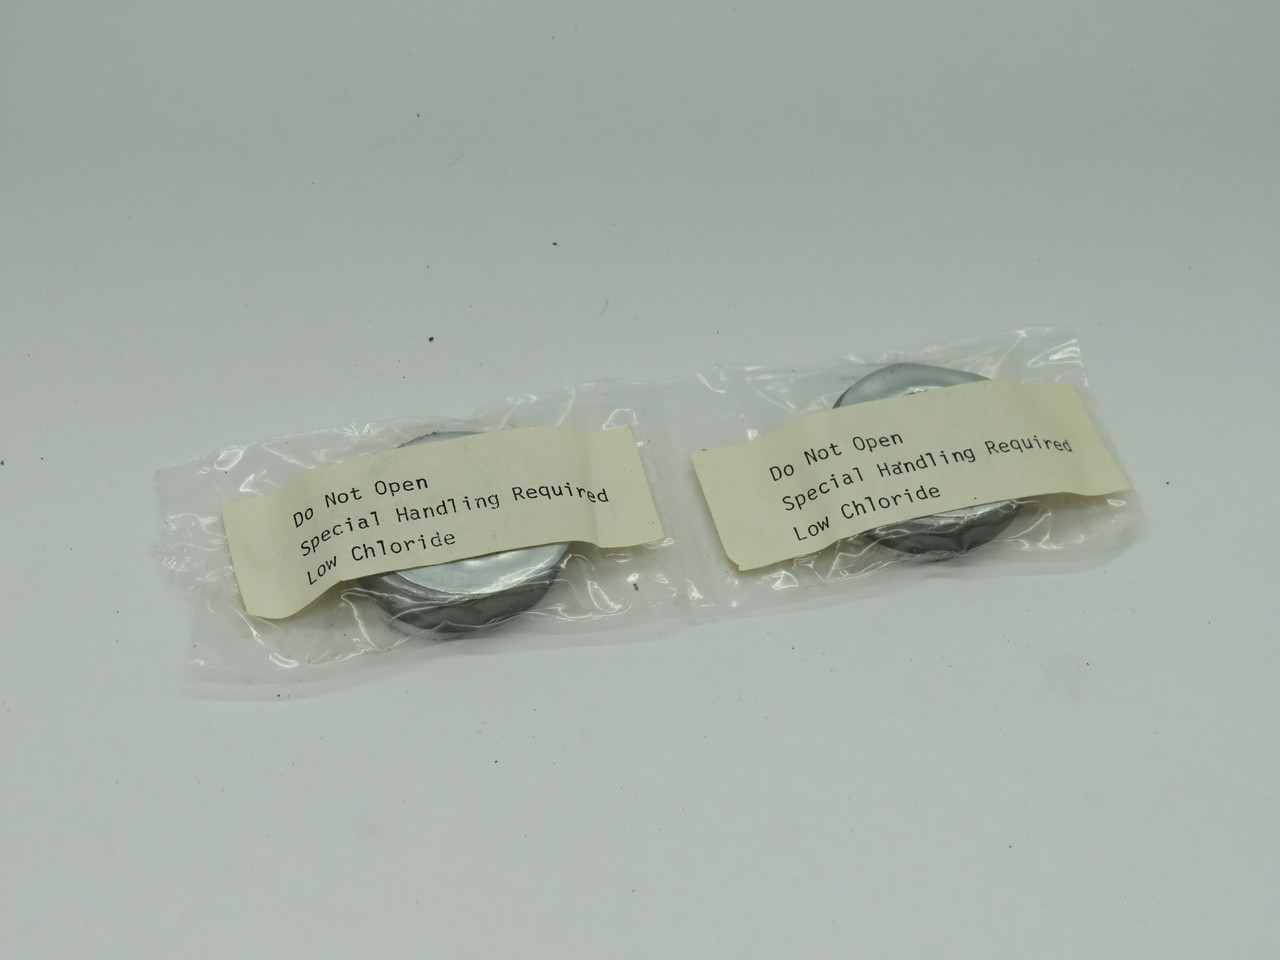 Do Not Open
Special Handling Required
Low Chloride
Do Not Open
Special Handling Required
Low Chloride